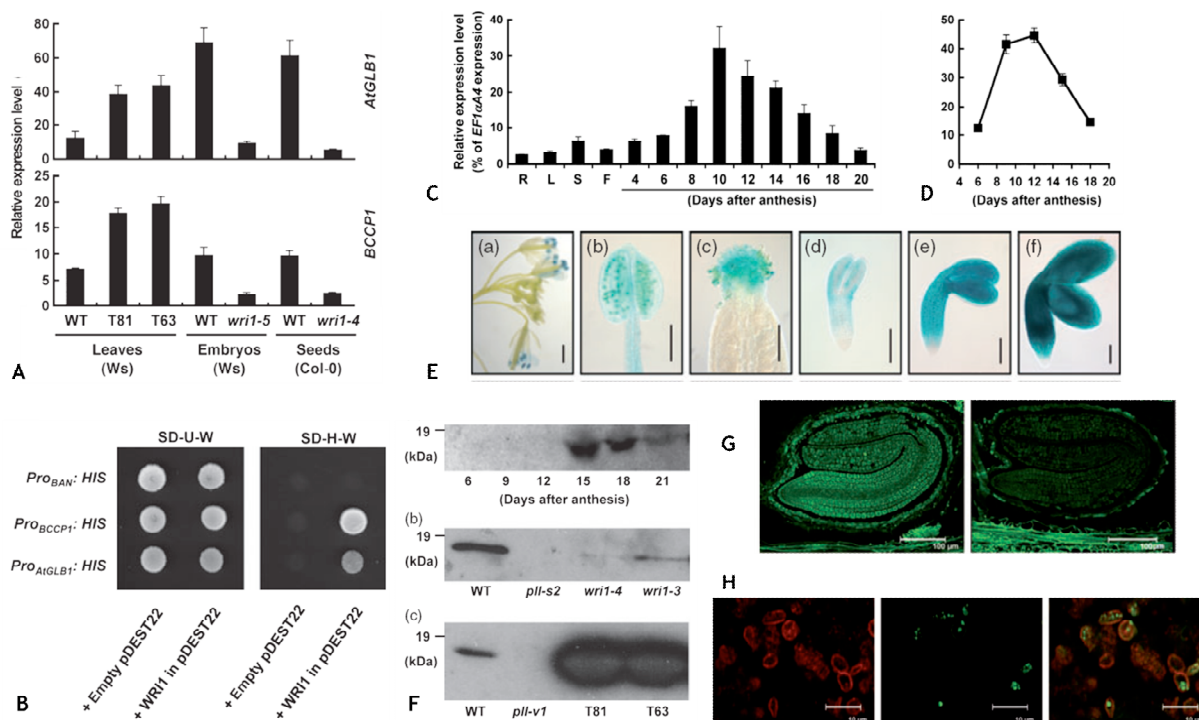 80
60
40
20
0
AtGLB1
25
20
15
10
5
0
BCCP1
Relative expression level
WT T81 T63 WT wri1-5 WT wri1-4
Leaves Embryos Seeds
(Ws) (Ws) (Col-0)
A
Relative expression level
(% of EF1αA4 expression)
40
30
20
10
0
R L S F 4 6 8 10 12 14 16 18 20
(Days after anthesis)
C
50
40
30
20
10
0
4 6 8 10 12 14 16 18 20
(Days after anthesis)
D
(a) (b) (c) (d) (e) (f)
E
SD-U-W SD-H-W
ProBAN: HIS
ProBCCP1: HIS
ProAtGLB1: HIS
+ Empty pDEST22
+ WRI1 in pDEST22
+ Empty pDEST22
+ WRI1 in pDEST22
B
19
(kDa)
6 9 12 15 18 21
(Days after anthesis)
(b)
19
(kDa)
WT pII-s2 wri1-4 wri1-3
(c)
19
(kDa)
WT pII-v1 T81 T63
F
G
100 µm
100µm
H